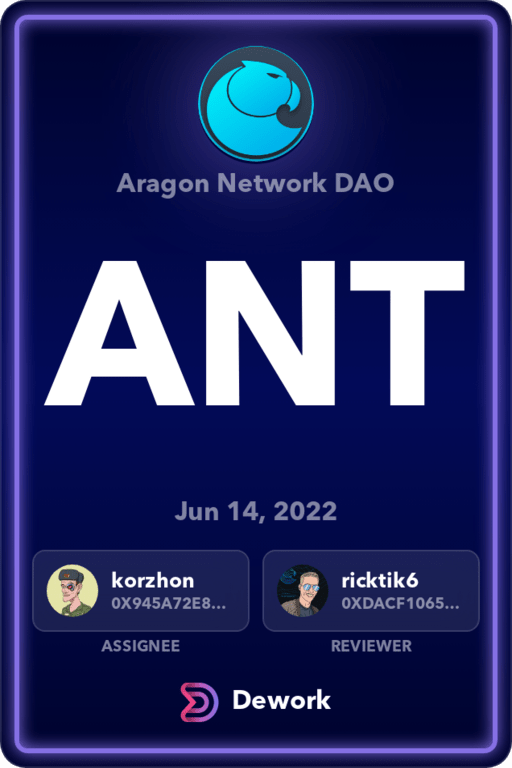 Aragon Network DAO
ANT
Jun 14, 2022
korzhon
0X945A72E8...
ricktik6
0XDACF1065...
ASSIGNEE
REVIEWER
Dework